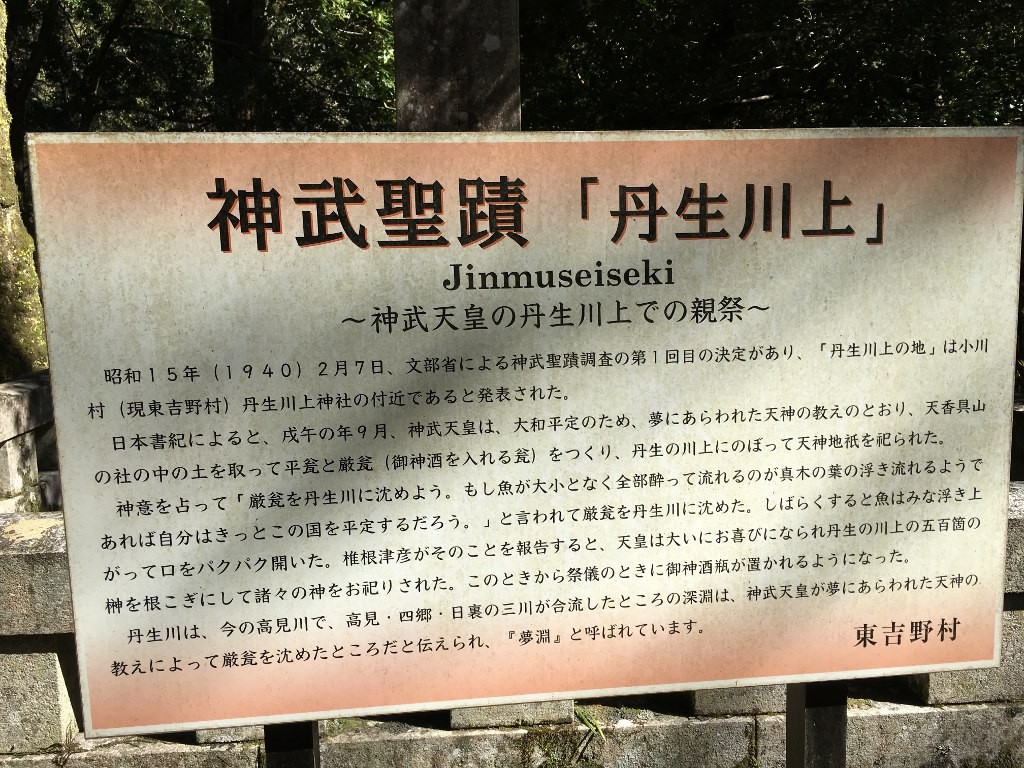 神武聖蹟「丹生川上」
Jinmuseiseki
～神武天皇の丹生川上での親祭～
昭和１５年（１９４０）２月７日、文部省による神武聖蹟調査の第１回目の決定があり、「丹生川上の地」は小川
村（現東吉野村）丹生川上神社の付近であると発表された。
日本書紀によると、戌午の年９月、神武天皇は、大和平定のため、夢にあらわれた天神の教えのとおり、天香具山
の社の中の土を取って平瓮と厳瓮（御神酒を入れる瓮）をつくり、丹生の川上にのぼって天神地祇を祀られた。
神意を占って「厳瓮を丹生川に沈めよう。もし魚が大小となく全部酔って流れるのが真木の葉の浮き流れるようで
あれば自分はきっとこの国を平定するだろう。」と言われて厳瓮を丹生川に沈めた。しばらくすると魚はみな浮き上
がって口をパクパク開いた。椎根津彦がそのことを報告すると、天皇は大いにお喜びになられ丹生の川上の五百箇の
榊を根こぎにして諸々の神をお祀りされた。このときから祭儀のときに御神酒瓶が置かれるようになった。
丹生川は、今の高見川で、高見・四郷・日裏の三川が合流したところの深淵は、神武天皇が夢にあらわれた天神の
教えによって厳瓮を沈めたところだと伝えられ、『夢淵』と呼ばれています。
東吉野村